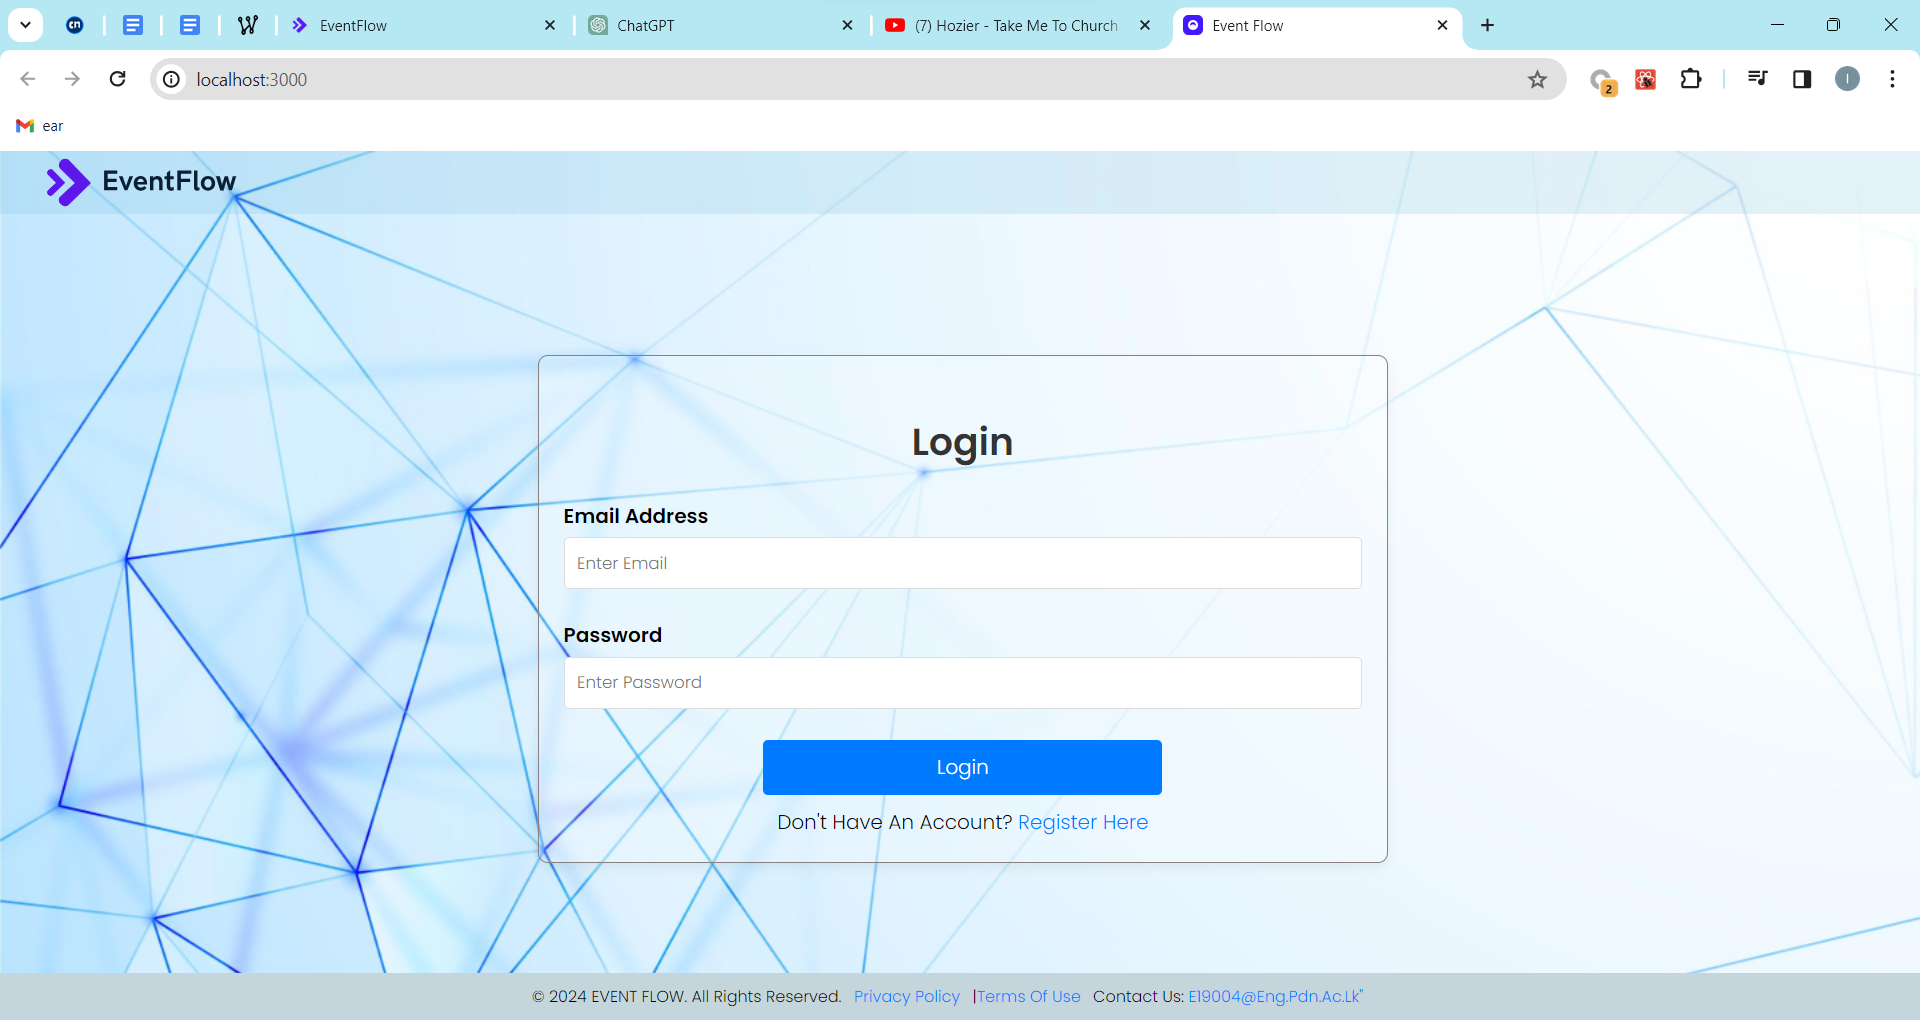 EventFlow
ChatGPT
(7) Hozier - Take Me To Church
Event Flow
localhost:3000
2
I
ear
EventFlow
Login
Email Address
Enter Email
Password
Enter Password
Login
Don't Have An Account? Register Here
© 2024 EVENT FLOW. All Rights Reserved. Privacy Policy |Terms Of Use Contact Us: E19004@Eng.Pdn.Ac.Lk"